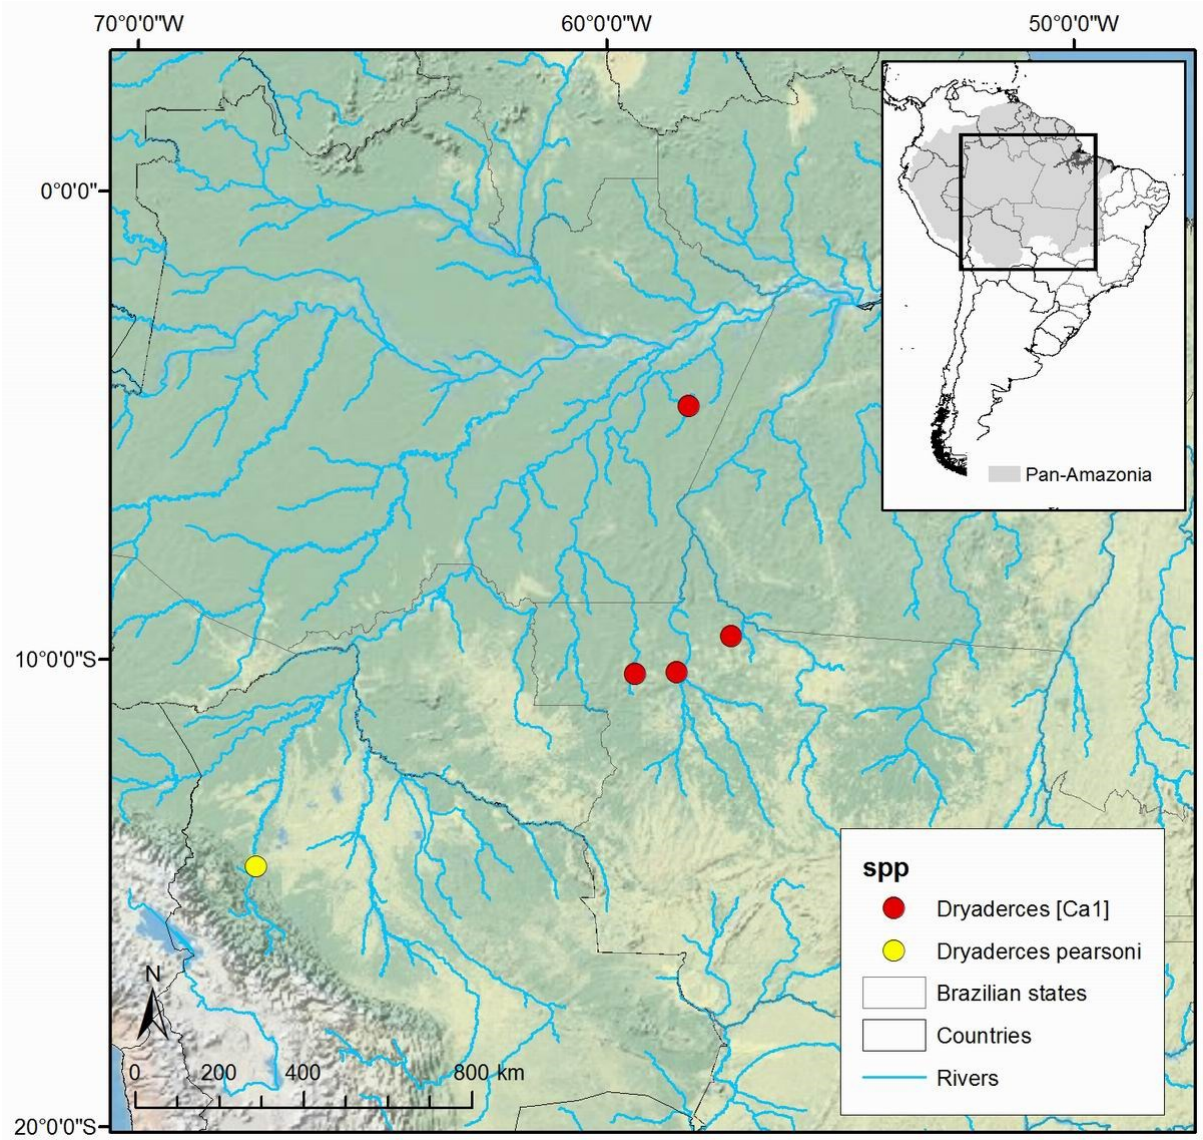 70°0'0"W 60°0'0"W 50°0'0"W
0°0'0"
Pan-Amazonia
10°0'0"S
spp
Dryaderces [Ca1]
Dryaderces pearsoni
Brazilian states
Countries
Rivers
N
0 200 400 800 km
20°0'0"S